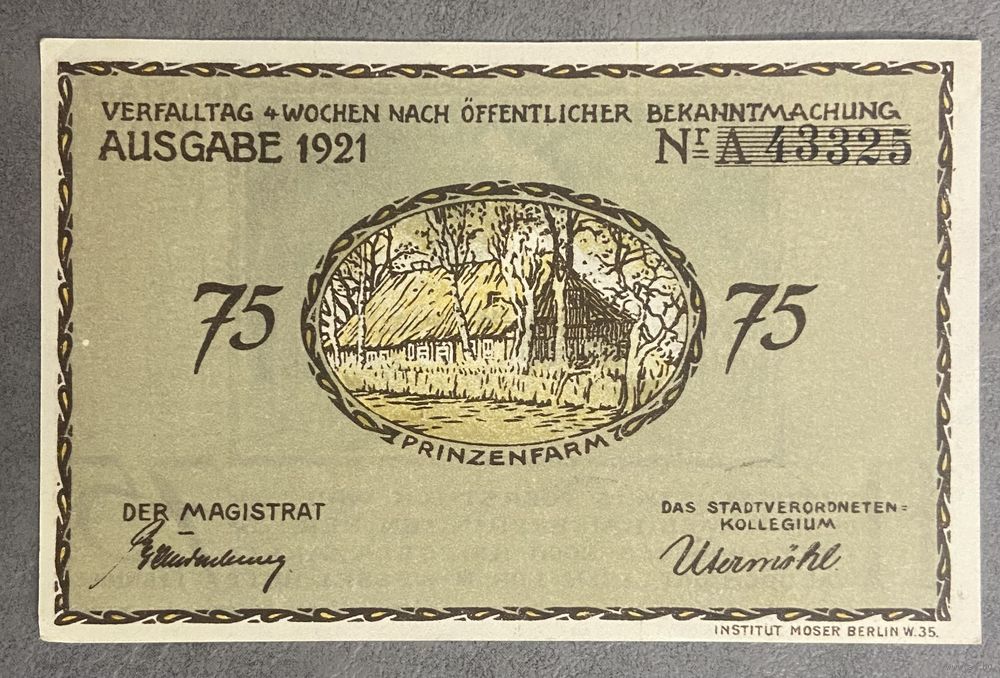 VERFALLTAG 4 WOCHEN NACH ÖFFENTLICHER BEKANNTMACHUNG
AUSGABE 1921 Nr A 43325
75 75
PRINZENFARM
DER MAGISTRAT
DAS STADTVERORDNETEN=
KOLLEGIUM
Utermöhl.
INSTITUT MOSER BERLIN W.35.